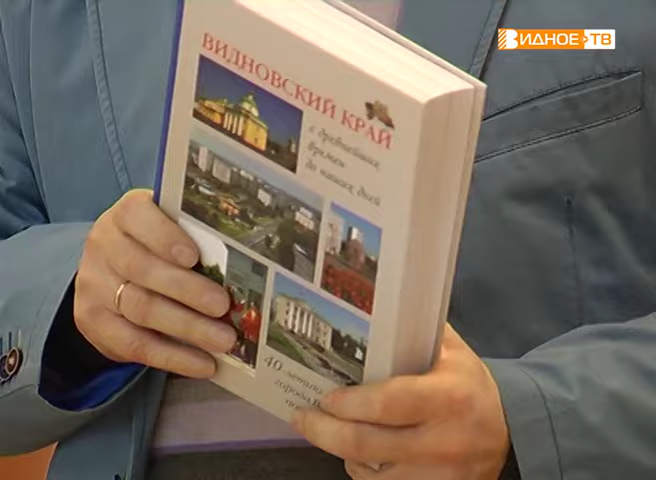 ВИДНОЕ ТВ
ВИДНОВСКИЙ КРАЙ
с древнейших
времен
до наших дней
40-летию
города В